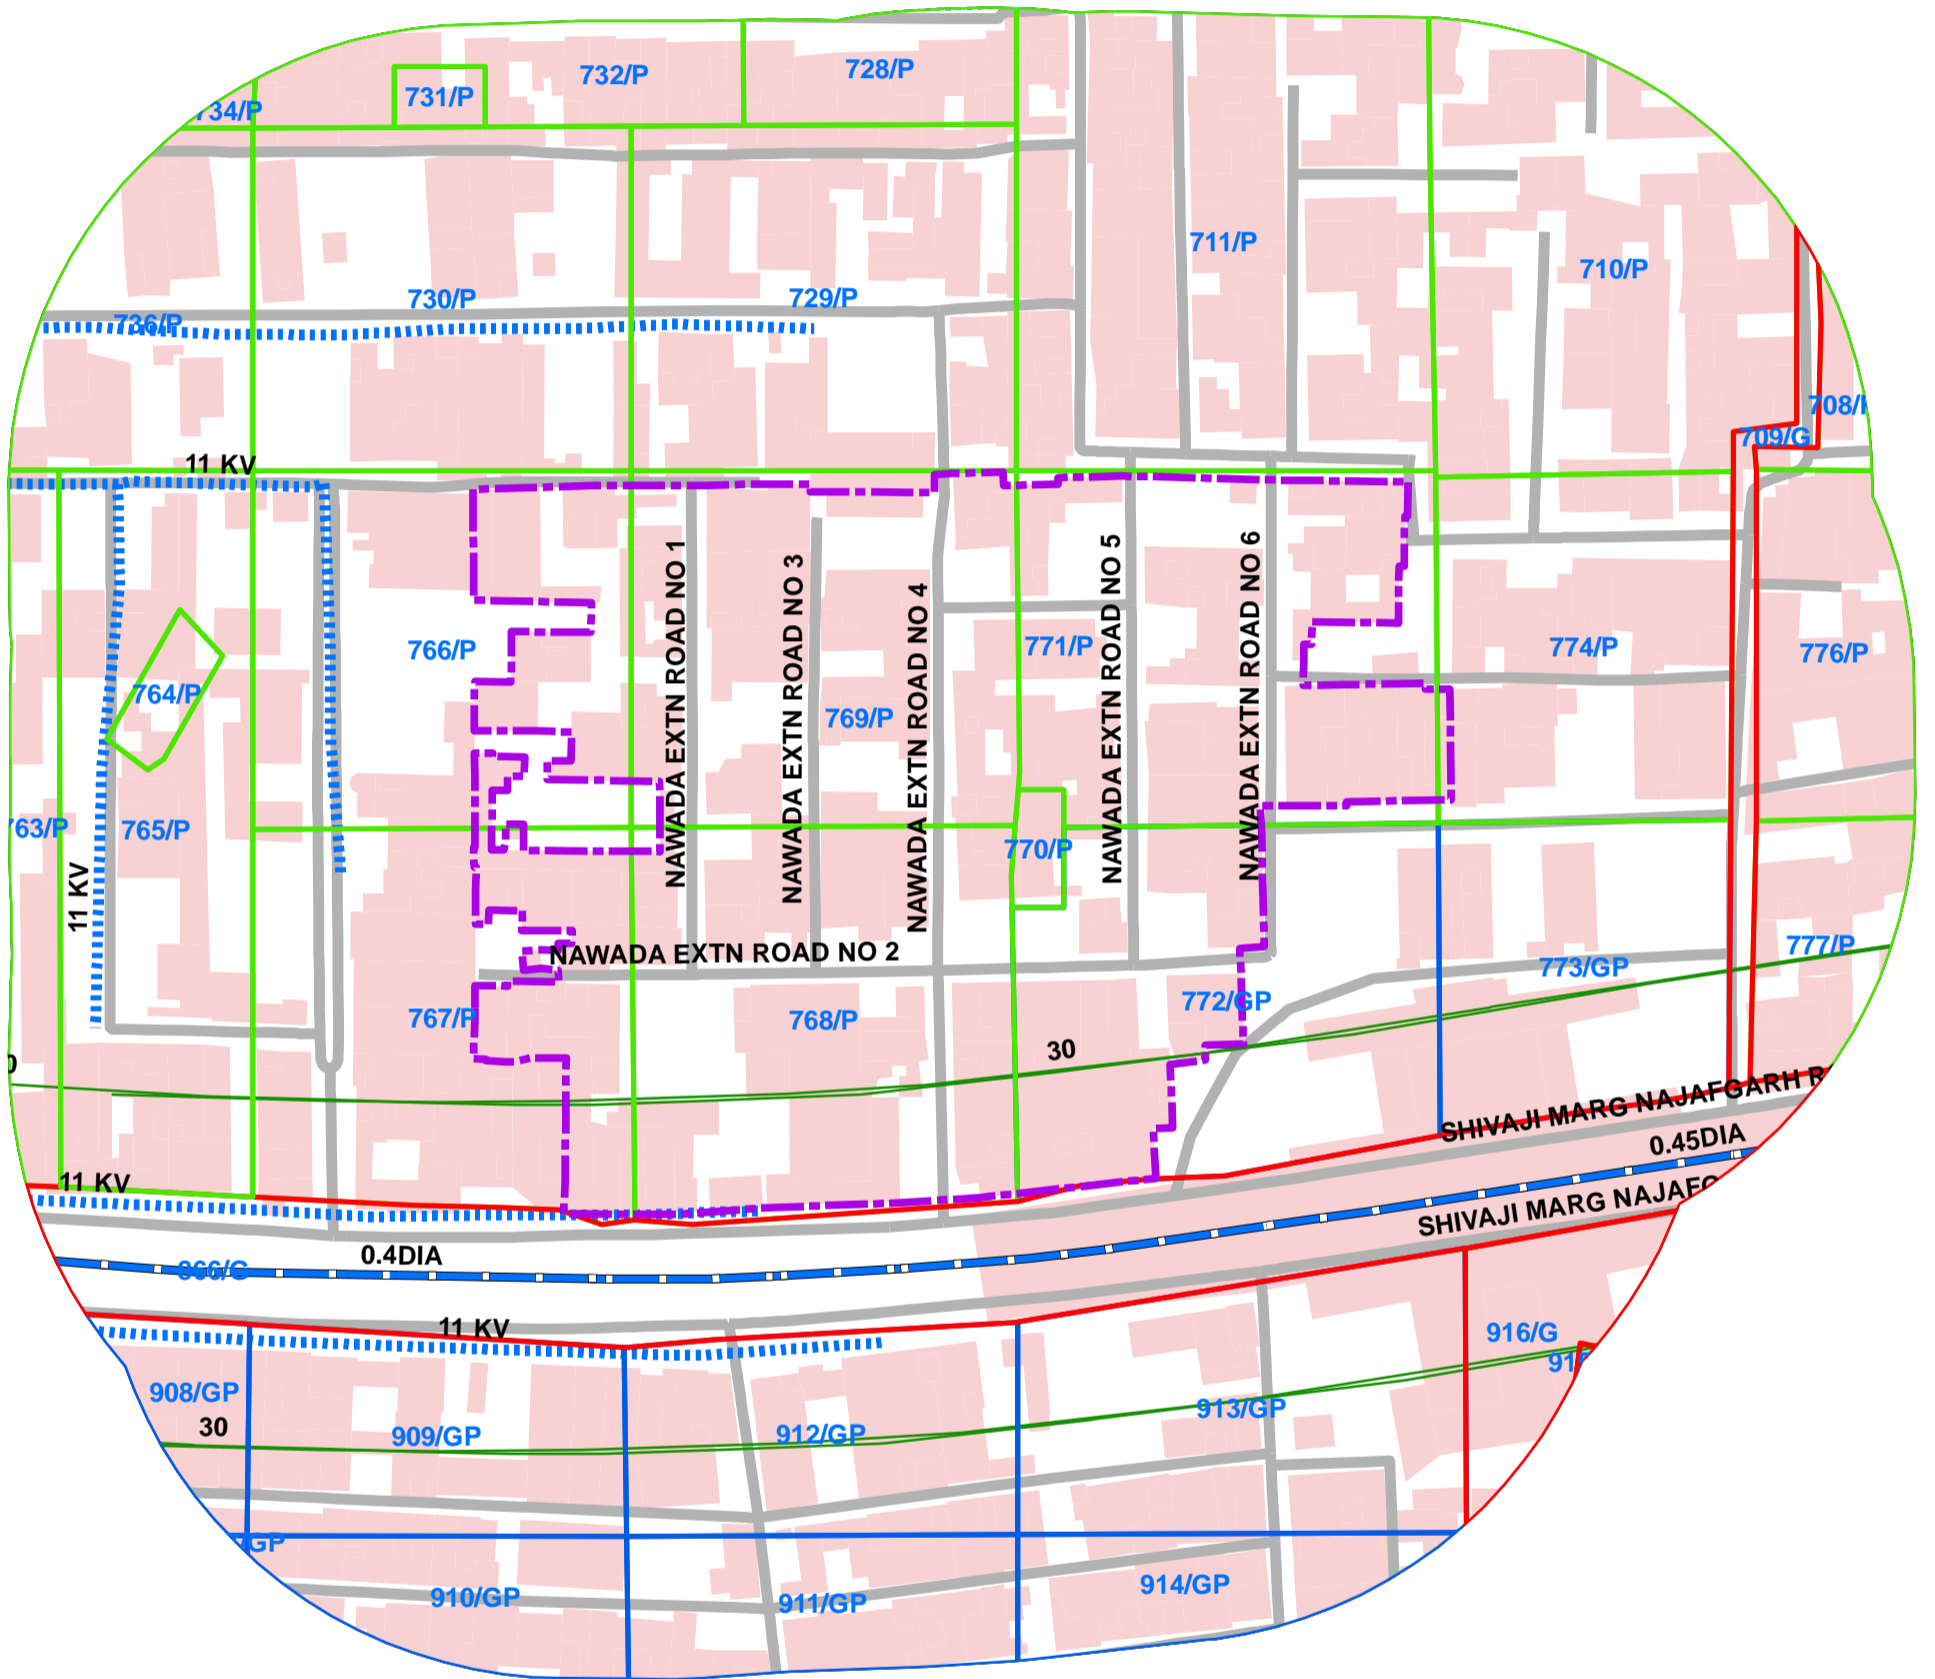 732/P
728/P
731/P
34/P
711/P
710/P
730/P
729/P
736/P
708/
709/G
11 KV
766/P
771/P
774/P
776/P
764/P
769/P
NAWADA EXTN ROAD NO 1
NAWADA EXTN ROAD NO 3
NAWADA EXTN ROAD NO 4
NAWADA EXTN ROAD NO 5
NAWADA EXTN ROAD NO 6
763/P
765/P
770/P
11 KV
NAWADA EXTN ROAD NO 2
777/P
773/GP
767/P
768/P
772/GP
30
0
SHIVAJI MARG NAJAFGARH R
0.45DIA
11 KV
SHIVAJI MARG NAJAFG
0.4DIA
866/G
11 KV
916/G
915
908/GP
913/GP
30
909/GP
912/GP
/GP
914/GP
910/GP
911/GP